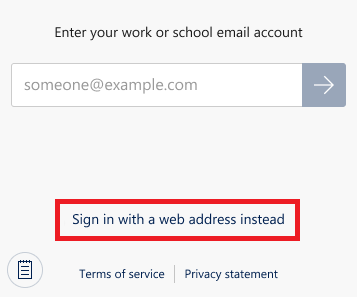 Enter your work or school email account
someone@example.com
Sign in with a web address instead
Terms of service
Privacy statement